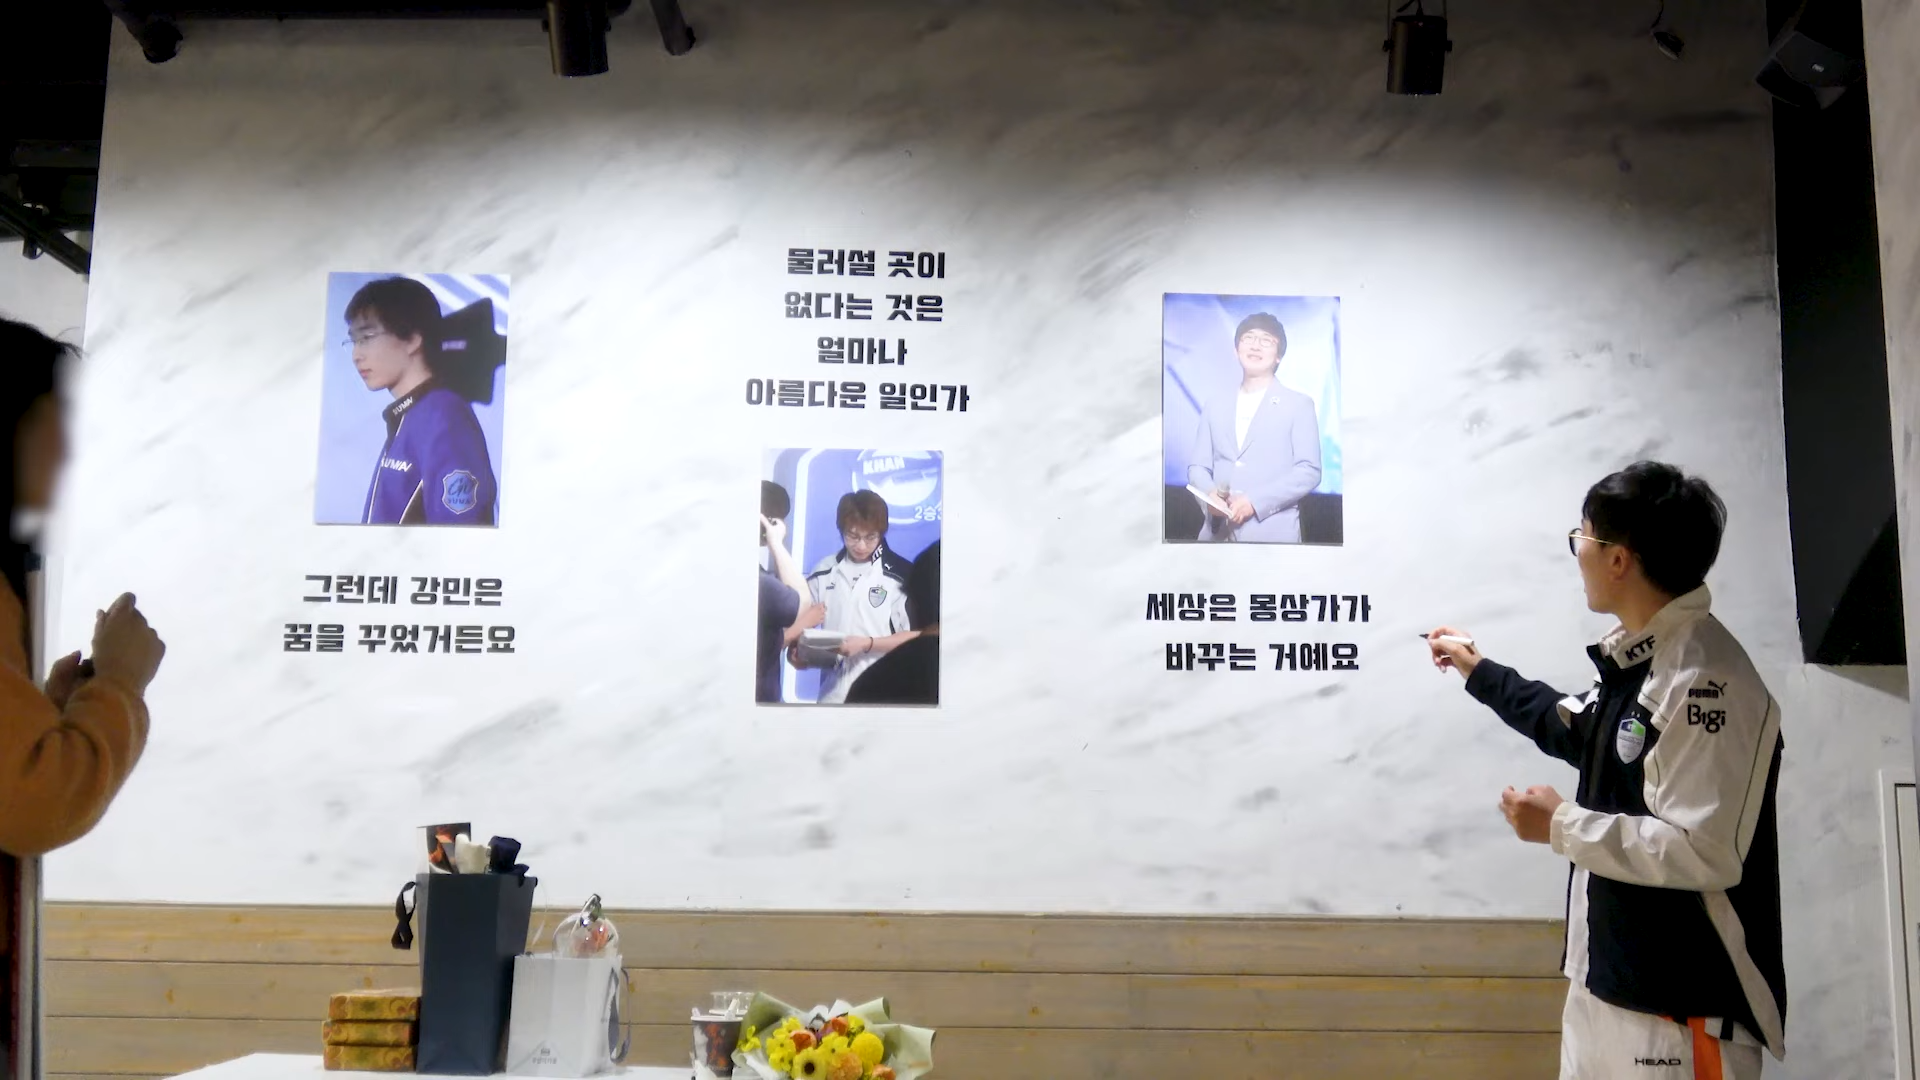 그런데 강민은
꿈을 꾸었거든요
물러설 곳이
없다는 것은
얼마나
아름다운 일인가
KHAN
세상은 몽상가가
바꾸는 거예요
KTF
PUMA
Bigi
HEAD